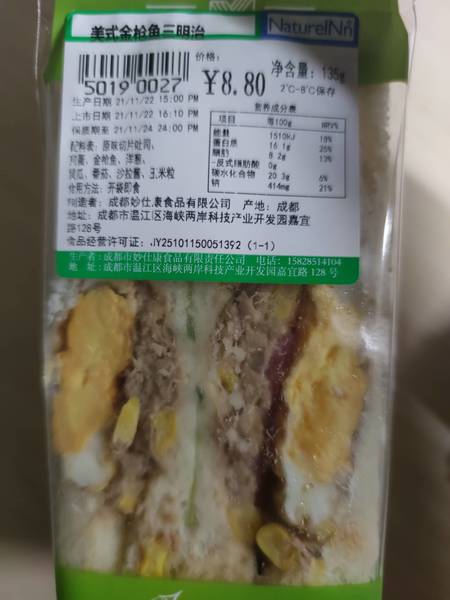 美式金枪鱼三明治
NatureINn
5019 0027
价格：
￥8.80
净含量： 135g
2℃-8℃保存
生产日期 21/11/22 15:00 PM
上市日期 21/11/22 16:10 PM
保质期至 21/11/24 24:00 PM
配料表： 原味切片吐司、
鸡蛋、金枪鱼、洋葱、
黄瓜、番茄、沙拉酱、玉米粒
食用方法： 开袋即食
营养成分表
项目 每100g NRV%
能量 1510kJ 18%
蛋白质 16.1g 25%
脂肪 8.2g 13%
-反式脂肪酸 0g
碳水化合物 20.3g 6%
钠 414mg 21%
制造者： 成都妙仕康食品有限公司 产地： 成都
地址： 成都市温江区海峡两岸科技产业开发园嘉宜
路128号
食品经营许可证： JY25101150051392 (1-1)
生产者：成都市妙仕康食品有限责任公司 电话：15828514104
地 址：成都市温江区海峡两岸科技产业开发园嘉宜路 128 号